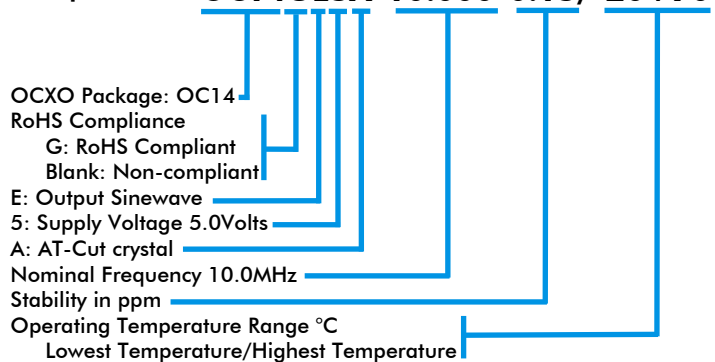 OCXO Package: OC14
RoHS Compliance
G: RoHS Compliant
Blank: Non-compliant
E: Output Sinewave
5: Supply Voltage 5.0Volts
A: AT-Cut crystal
Nominal Frequency 10.0MHz
Stability in ppm
Operating Temperature Range °C
Lowest Temperature/Highest Temperature